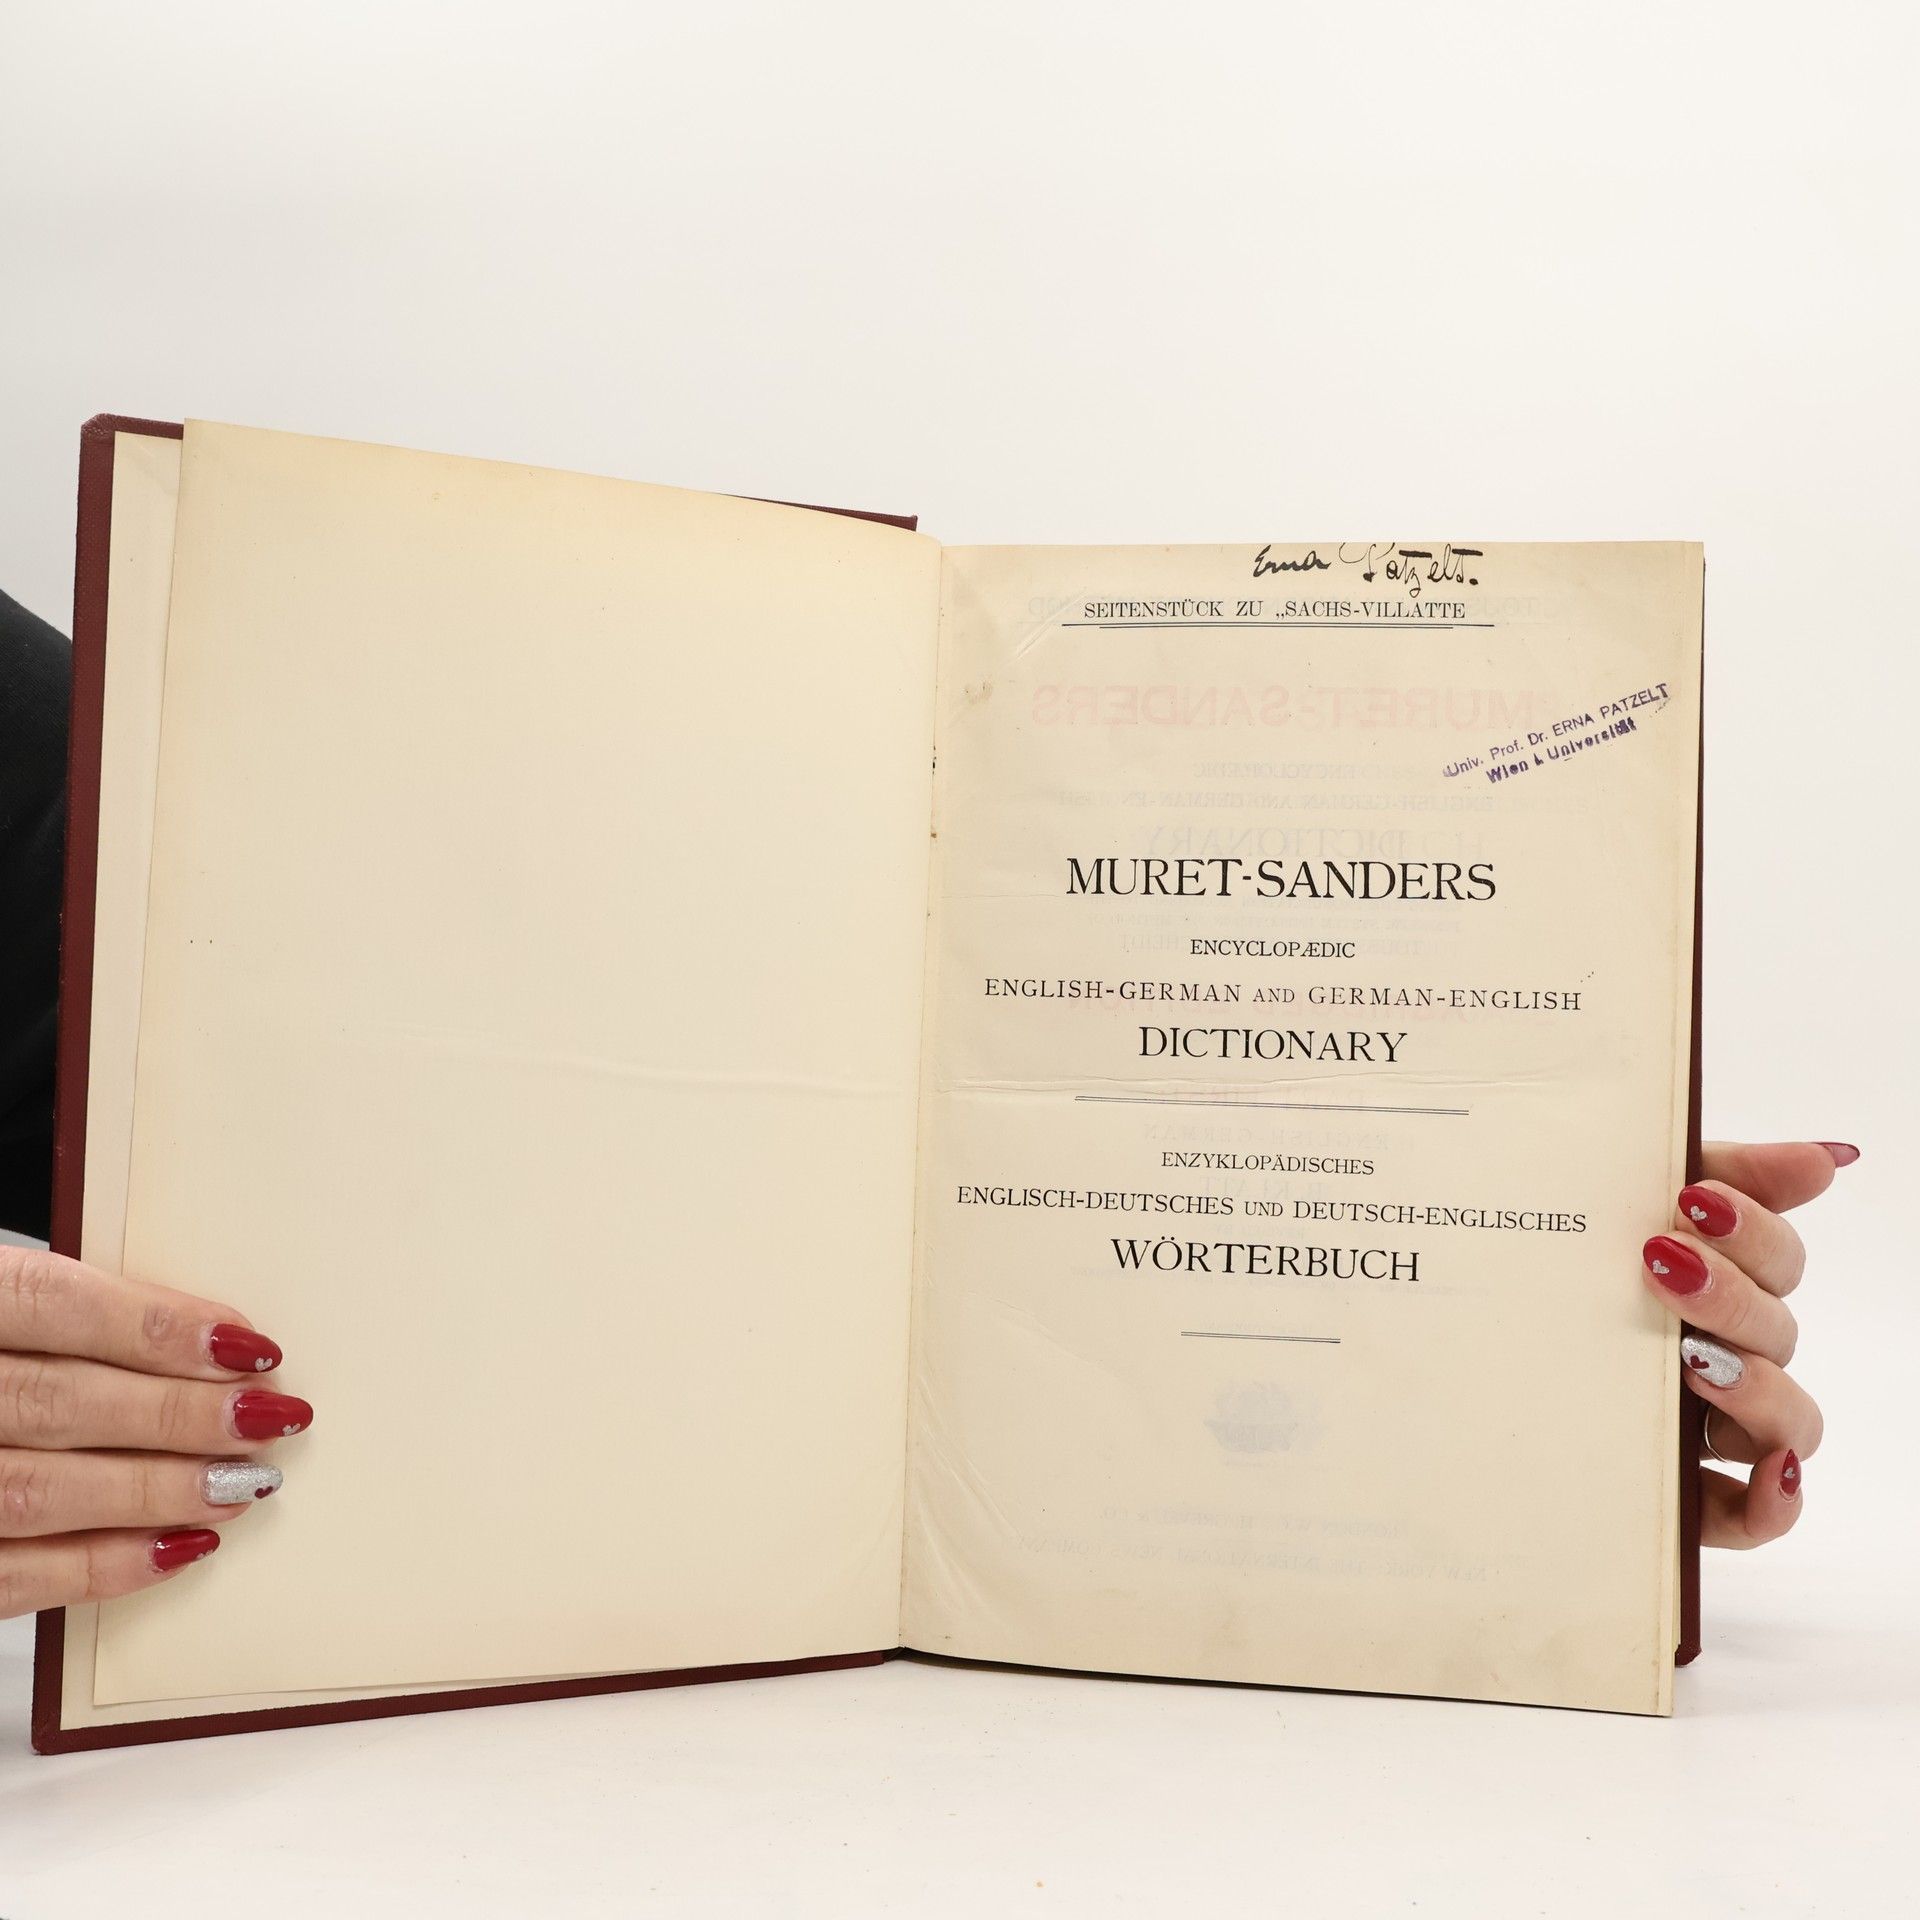 Erna Patzelt.
SEITENSTÜCK ZU „SACHS-VILLATTE
Univ. Prof. Dr. ERNA PATZELT
Wien I. Universität
MURET-SANDERS
ENCYCLOPÆDIC
ENGLISH-GERMAN AND GERMAN-ENGLISH
DICTIONARY
ENZYKLOPÄDISCHES
ENGLISCH-DEUTSCHES UND DEUTSCH-ENGLISCHES
WÖRTERBUCH